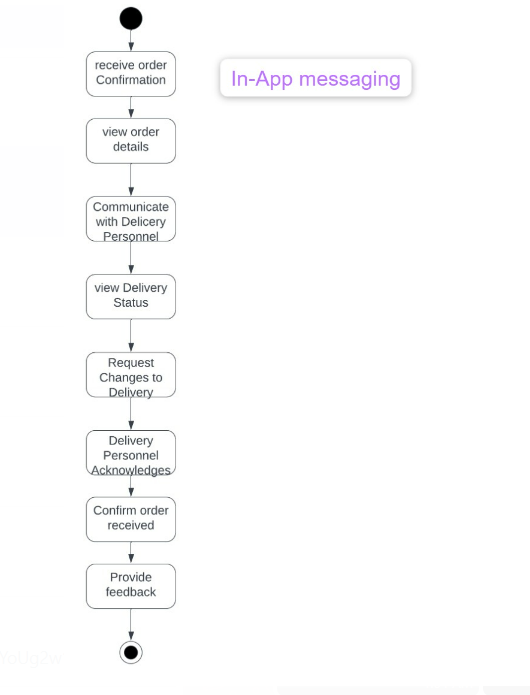 receive order
Confirmation
In-App messaging
view order
details
Communicate
with Delicery
Personnel
view Delivery
Status
Request
Changes to
Delivery
Delivery
Personnel
Acknowledges
Confirm order
received
Provide
feedback